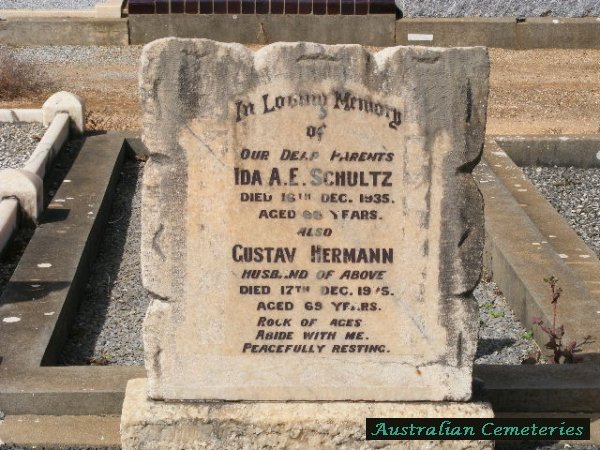 In Loving Memory
of
Our Dear Parents
Ida A.E. Schultz
Died 16th Dec. 1935.
Aged Years.
Also
Gustav Hermann
Husband of Above
Died 17th Dec.
Aged 69 Years.
Rock of Ages
Abide with me.
Peacefully Resting.
Australian Cemeteries